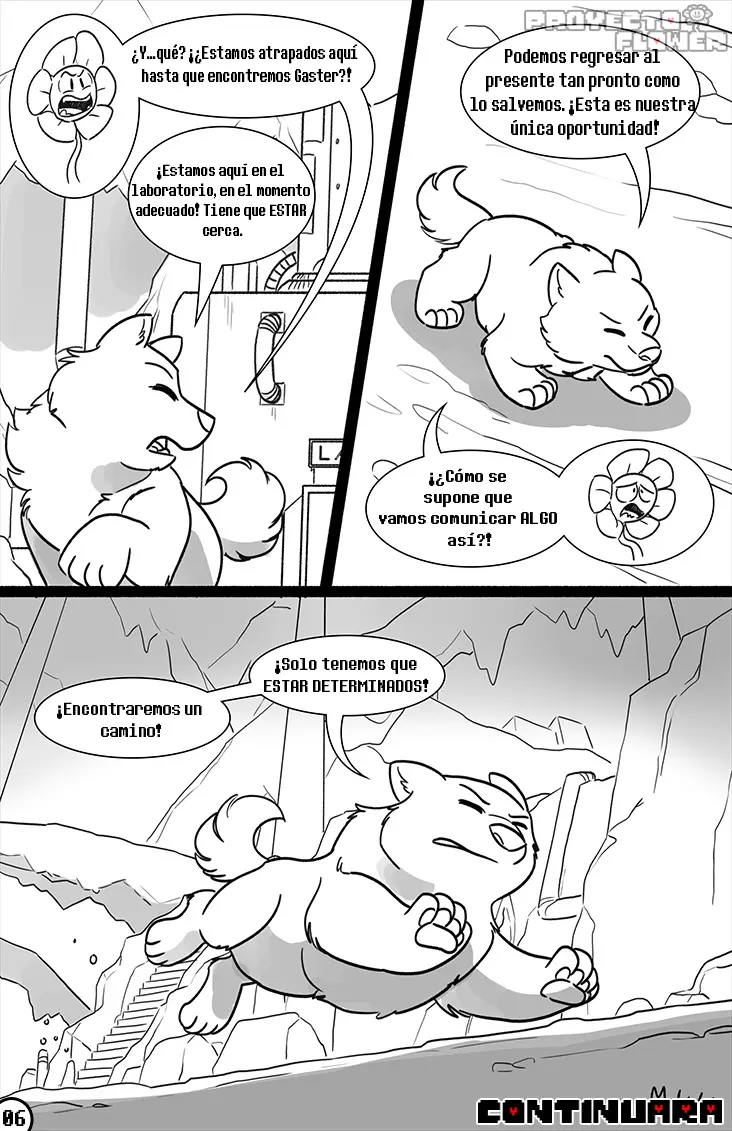 PROYECTO
FLOWER
¿Y...qué? ¡¿Estamos atrapados aquí
hasta que encontremos Gaster?!
¡Estamos aquí en el
laboratorio, en el momento
adecuado! Tiene que ESTAR
cerca.
LA
Podemos regresar al
presente tan pronto como
lo salvemos. ¡Esta es nuestra
única oportunidad!
¡¿Cómo se
supone que
vamos comunicar ALGO
así?!
¡Solo tenemos que
ESTAR DETERMINADOS!
¡Encontraremos un
camino!
06
CONTINUARA